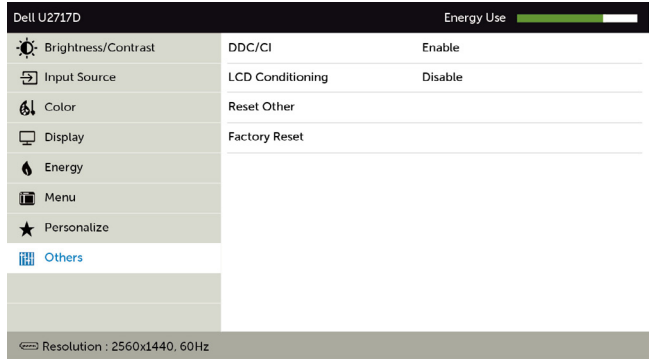 Dell U2717D
Energy Use
Brightness/Contrast
Input Source
Color
Display
Energy
Menu
Personalize
Others
DDC/CI Enable
LCD Conditioning Disable
Reset Other
Factory Reset
Resolution : 2560x1440, 60Hz